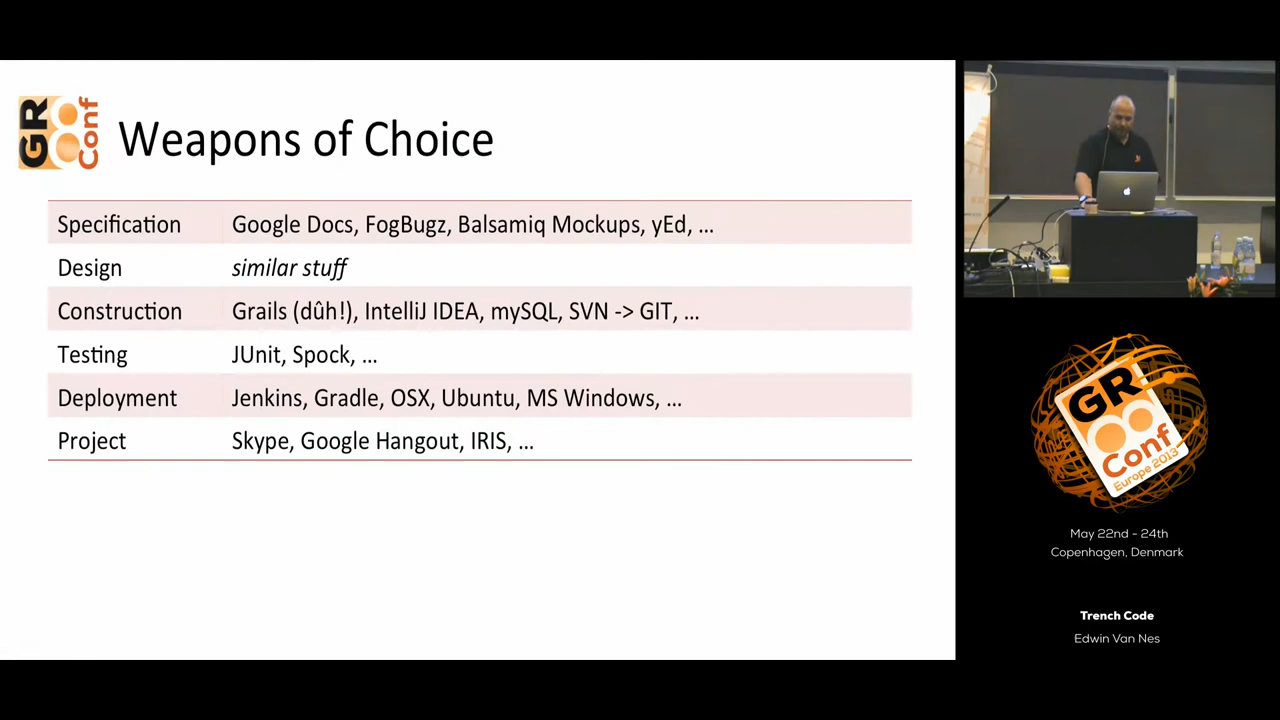 GR8 Conf
Weapons of Choice
Specification Google Docs, FogBugz, Balsamiq Mockups, yEd, ...
Design similar stuff
Construction Grails (dûh!), IntelliJ IDEA, mySQL, SVN -> GIT, ...
Testing JUnit, Spock, ...
Deployment Jenkins, Gradle, OSX, Ubuntu, MS Windows, ...
Project Skype, Google Hangout, IRIS, ...
GR8
Conf
Europe 2013
May 22nd - 24th
Copenhagen, Denmark
Trench Code
Edwin Van Nes